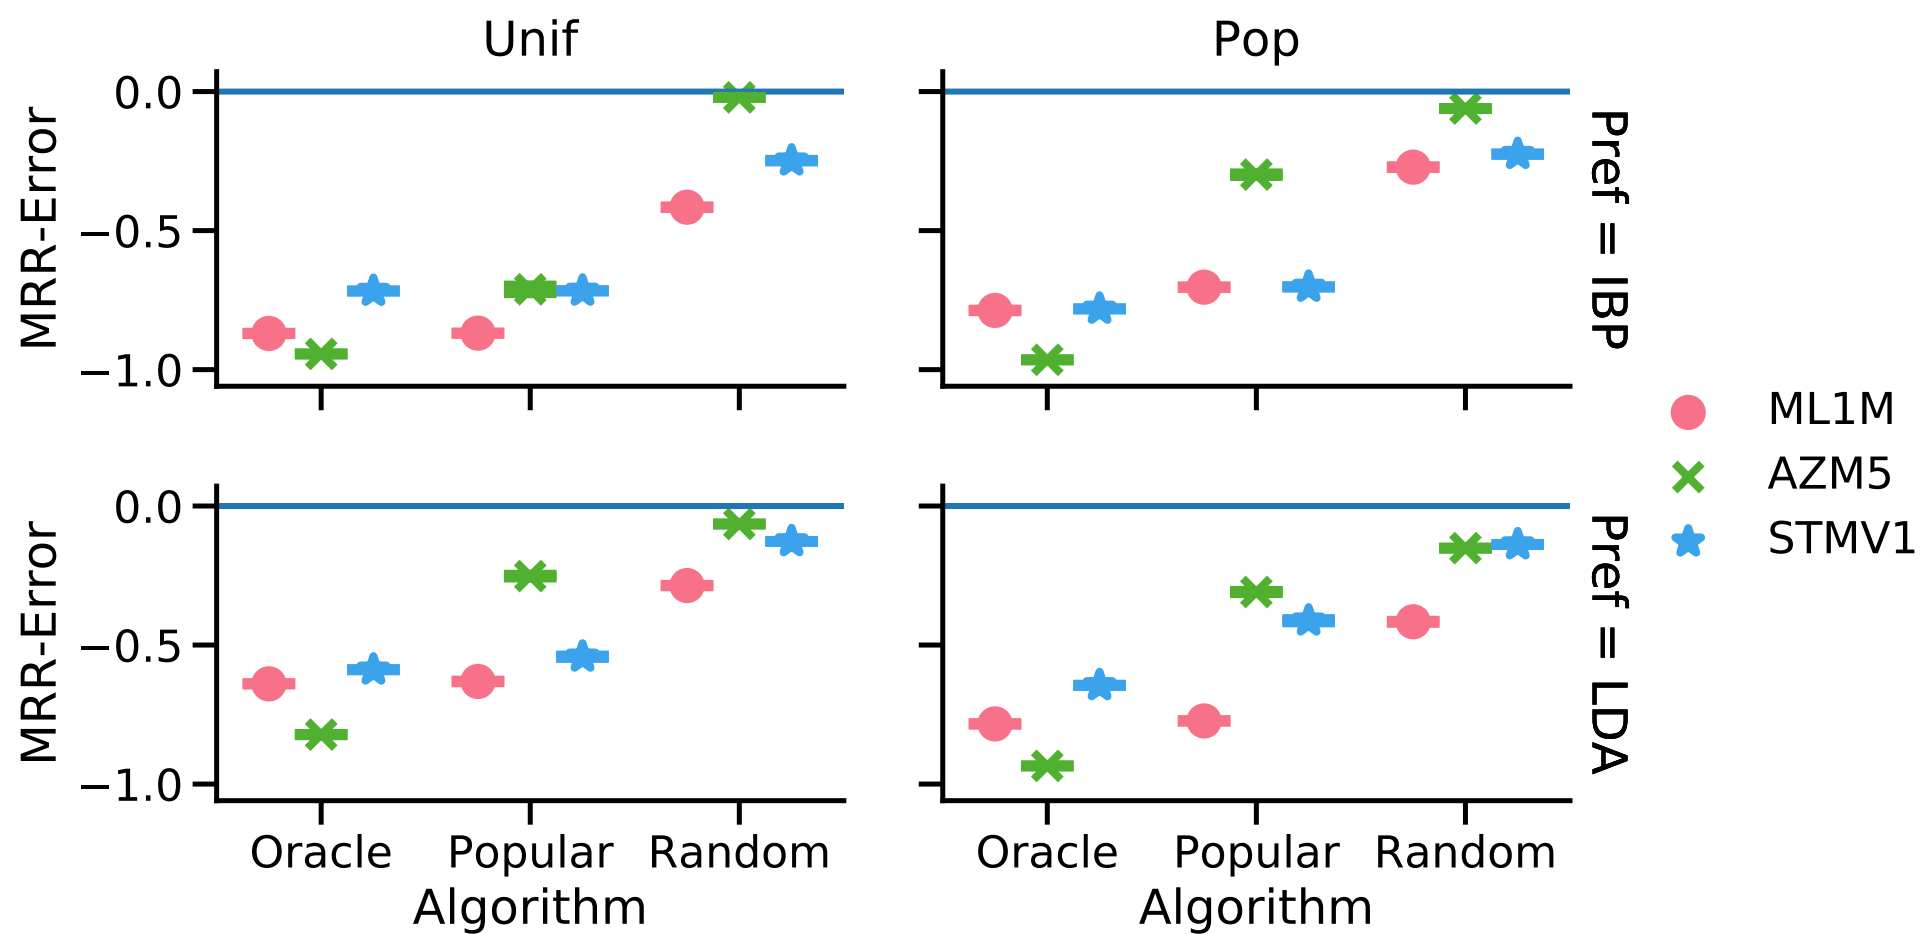 Unif
Pop
0.0
−0.5
−1.0
MRR-Error
Pref = IBP
0.0
−0.5
−1.0
MRR-Error
Pref = LDA
ML1M
AZM5
STMV1
Oracle Popular Random
Oracle Popular Random
Algorithm
Algorithm